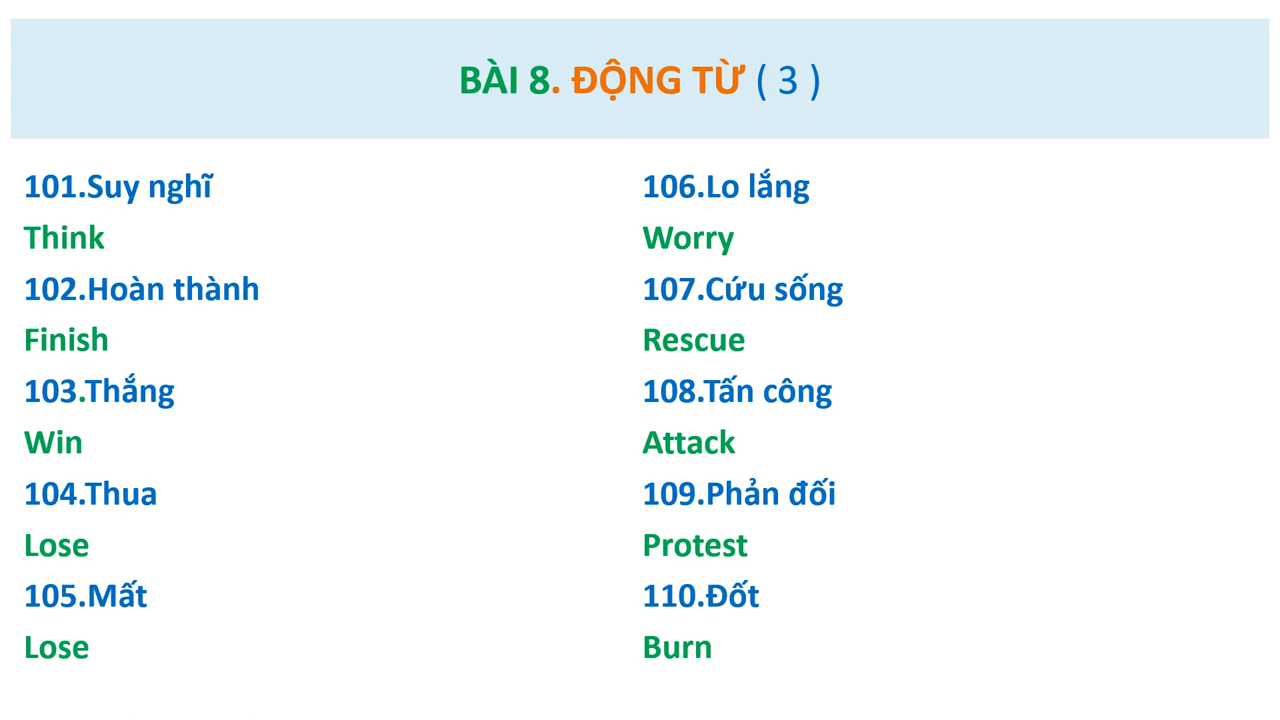 BÀI 8. ĐỘNG TỪ ( 3 )
101.Suy nghĩ
Think
102.Hoàn thành
Finish
103.Thắng
Win
104.Thua
Lose
105.Mất
Lose
106.Lo lắng
Worry
107.Cứu sống
Rescue
108.Tấn công
Attack
109.Phản đối
Protest
110.Đốt
Burn